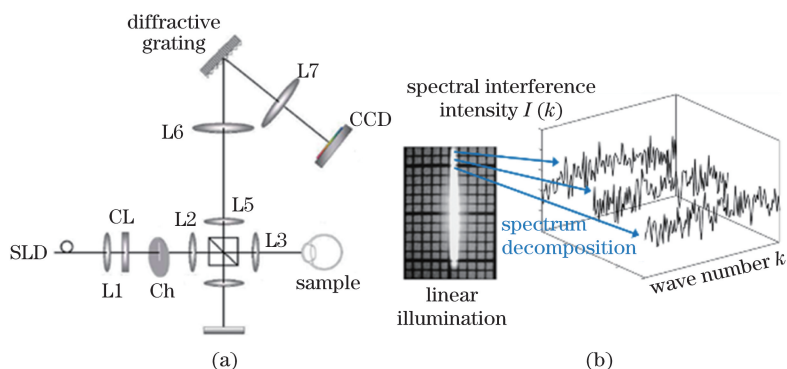 diffractive
grating
L7
CCD
L6
L5
CL
L2
L3
SLD
L1
Ch
sample
(a)
spectral interference
intensity I (k)
spectrum
decomposition
linear
illumination
wave number k
(b)